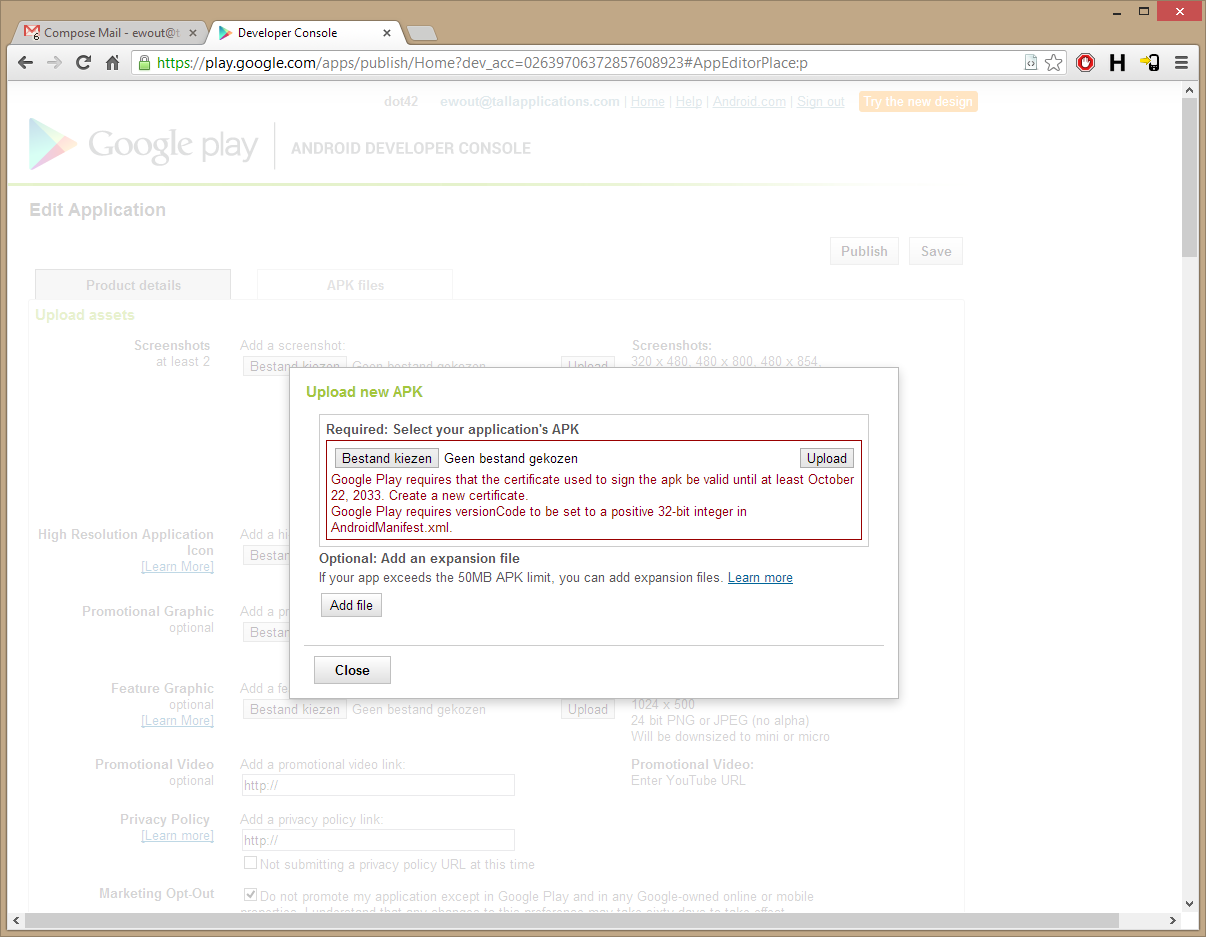 Compose Mail - ewout@t
Developer Console
https://play.google.com/apps/publish/Home?dev_acc=02639706372857608923#AppEditorPlace:p
dot42 ewout@tallapplications.com | Home | Help | Android.com | Sign out Try the new design
Google play ANDROID DEVELOPER CONSOLE
Edit Application
Publish Save
Product details APK files
Upload assets
Screenshots Add a screenshot: Screenshots:
at least 2 320 x 480, 480 x 800, 480 x 854,
Bestand kiezen Geen bestand gekozen Upload
Upload new APK
Required: Select your application's APK
Bestand kiezen Geen bestand gekozen Upload
Google Play requires that the certificate used to sign the apk be valid until at least October
22, 2033. Create a new certificate.
Google Play requires versionCode to be set to a positive 32-bit integer in
AndroidManifest.xml.
Optional: Add an expansion file
If your app exceeds the 50MB APK limit, you can add expansion files. Learn more
Add file
Close
High Resolution Application Add a hi
Icon Bestan
[Learn More]
Promotional Graphic Add a pr
optional Bestan
Feature Graphic Add a fe
optional Bestand kiezen Geen bestand gekozen Upload 1024 x 500
[Learn More] 24 bit PNG or JPEG (no alpha)
Will be downsized to mini or micro
Promotional Video Add a promotional video link: Promotional Video:
optional http:// Enter YouTube URL
Privacy Policy Add a privacy policy link:
[Learn more] http://
Not submitting a privacy policy URL at this time
Marketing Opt-Out Do not promote my application except in Google Play and in any Google-owned online or mobile
properties. I understand that any changes to this preference may take sixty days to take effect.